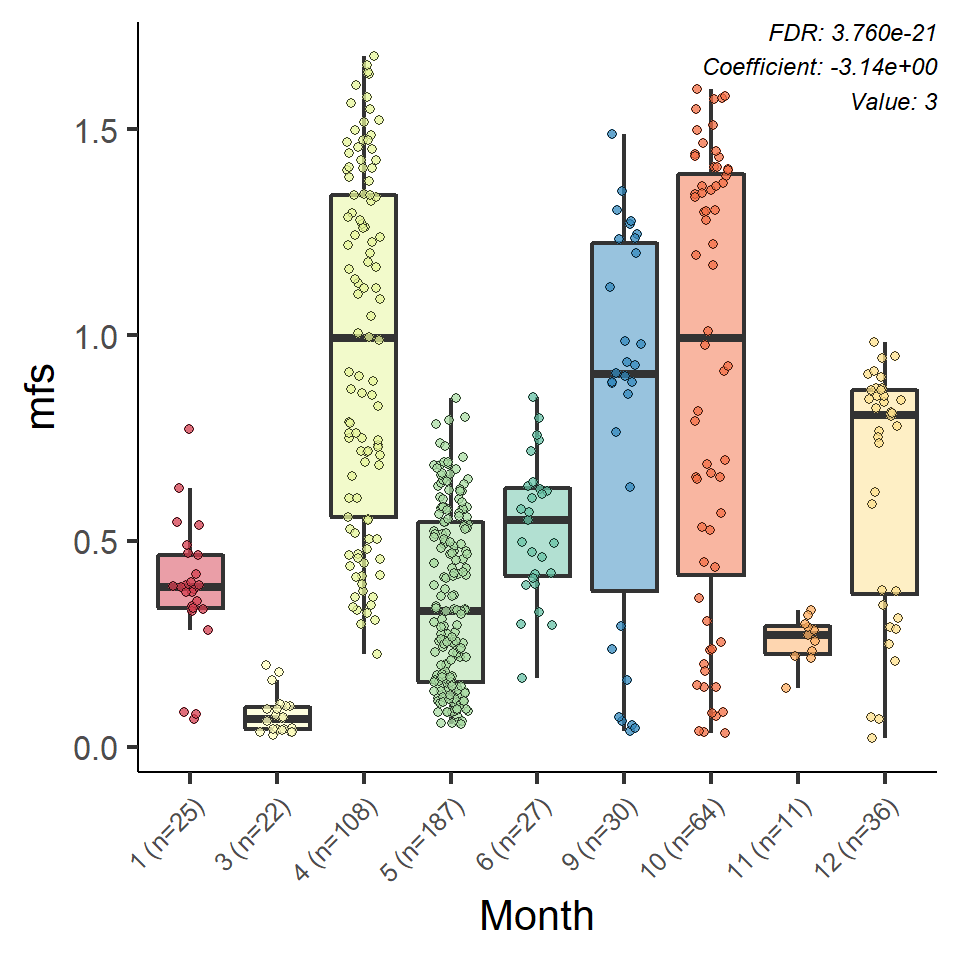 FDR: 3.760e-21
Coefficient: -3.14e+00
Value: 3
mfs
1.5
1.0
0.5
0.0
1 (n=25)
3 (n=22)
4 (n=108)
5 (n=187)
6 (n=27)
9 (n=30)
10 (n=64)
11 (n=11)
12 (n=36)
Month